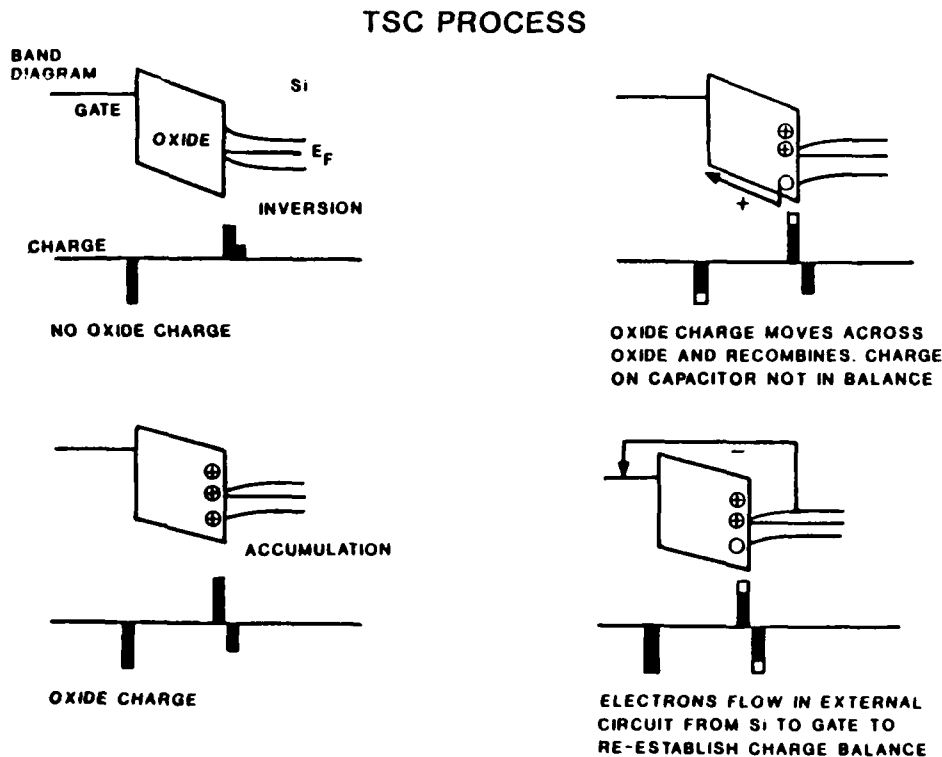 TSC PROCESS
BAND
DIAGRAM
GATE
OXIDE
Si
E_F
INVERSION
CHARGE
NO OXIDE CHARGE
+
OXIDE CHARGE MOVES ACROSS
OXIDE AND RECOMBINES. CHARGE
ON CAPACITOR NOT IN BALANCE
ACCUMULATION
OXIDE CHARGE
–
ELECTRONS FLOW IN EXTERNAL
CIRCUIT FROM Si TO GATE TO
RE-ESTABLISH CHARGE BALANCE